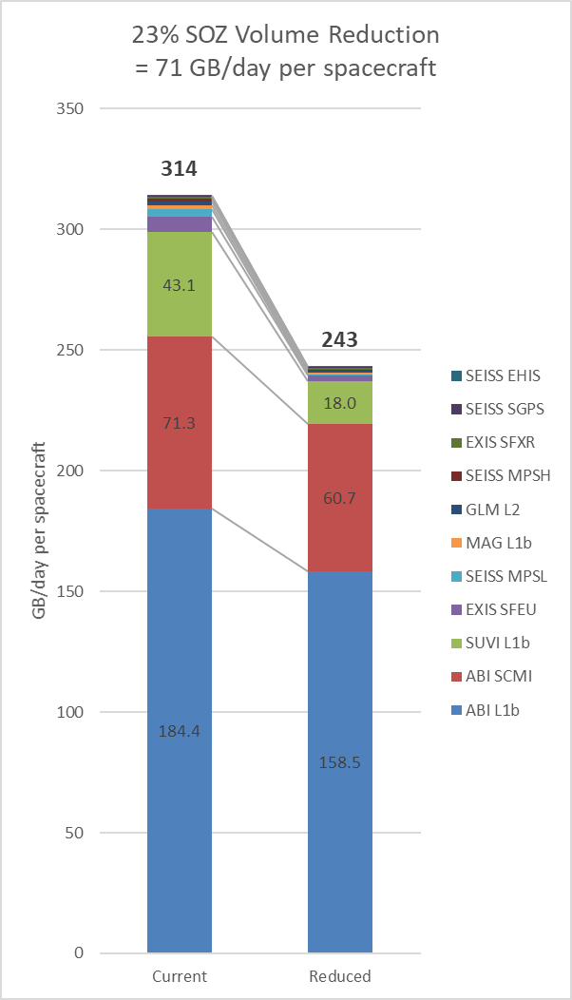 23% SOZ Volume Reduction
= 71 GB/day per spacecraft
GB/day per spacecraft
350
300
250
200
150
100
50
0
314
43.1
71.3
184.4
243
18.0
60.7
158.5
Current
Reduced
SEISS EHIS
SEISS SGPS
EXIS SFXR
SEISS MPSH
GLM L2
MAG L1b
SEISS MPSL
EXIS SFEU
SUVI L1b
ABI SCMI
ABI L1b